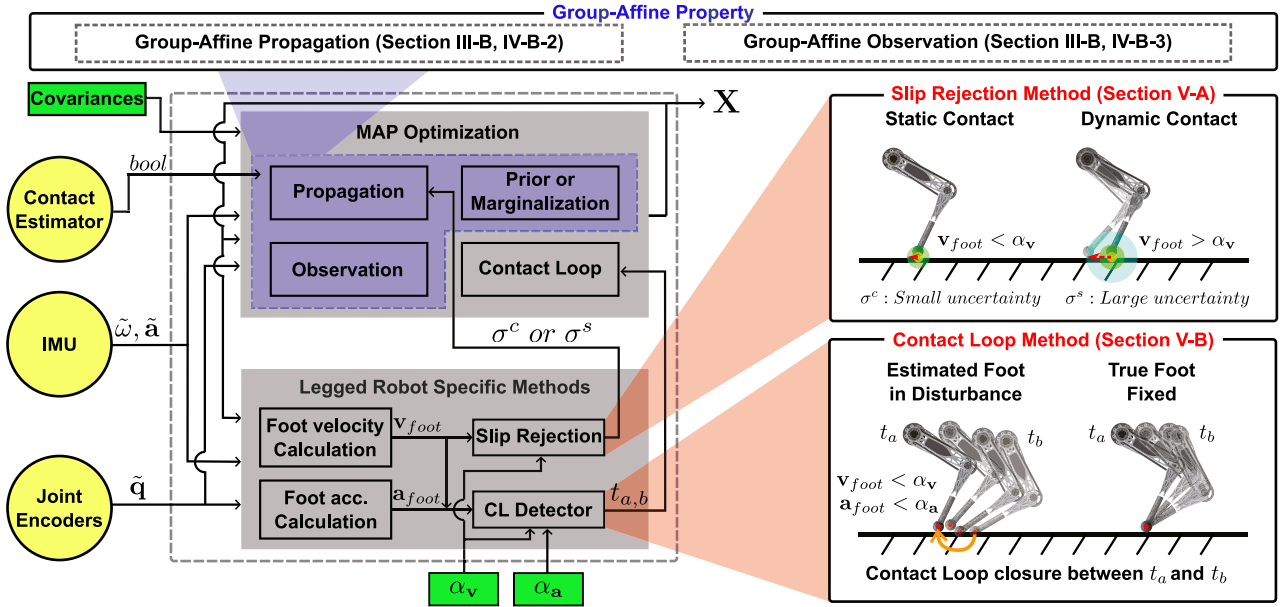 Group-Affine Property
Group-Affine Propagation (Section III-B, IV-B-2)
Group-Affine Observation (Section III-B, IV-B-3)
Covariances
Contact
Estimator
bool
IMU
ω̃, ã
Joint
Encoders
q̃
MAP Optimization
Propagation
Prior or
Marginalization
Observation
Contact Loop
X
σ^c or σ^s
Legged Robot Specific Methods
Foot velocity
Calculation
v_foot
Slip Rejection
Foot acc.
Calculation
a_foot
CL Detector
t_a,b
α_v
α_a
Slip Rejection Method (Section V-A)
Static Contact
Dynamic Contact
v_foot < α_v
v_foot > α_v
σ^c : Small uncertainty
σ^s : Large uncertainty
Contact Loop Method (Section V-B)
Estimated Foot
in Disturbance
True Foot
Fixed
t_a
t_b
t_a
t_b
v_foot < α_v
a_foot < α_a
Contact Loop closure between t_a and t_b